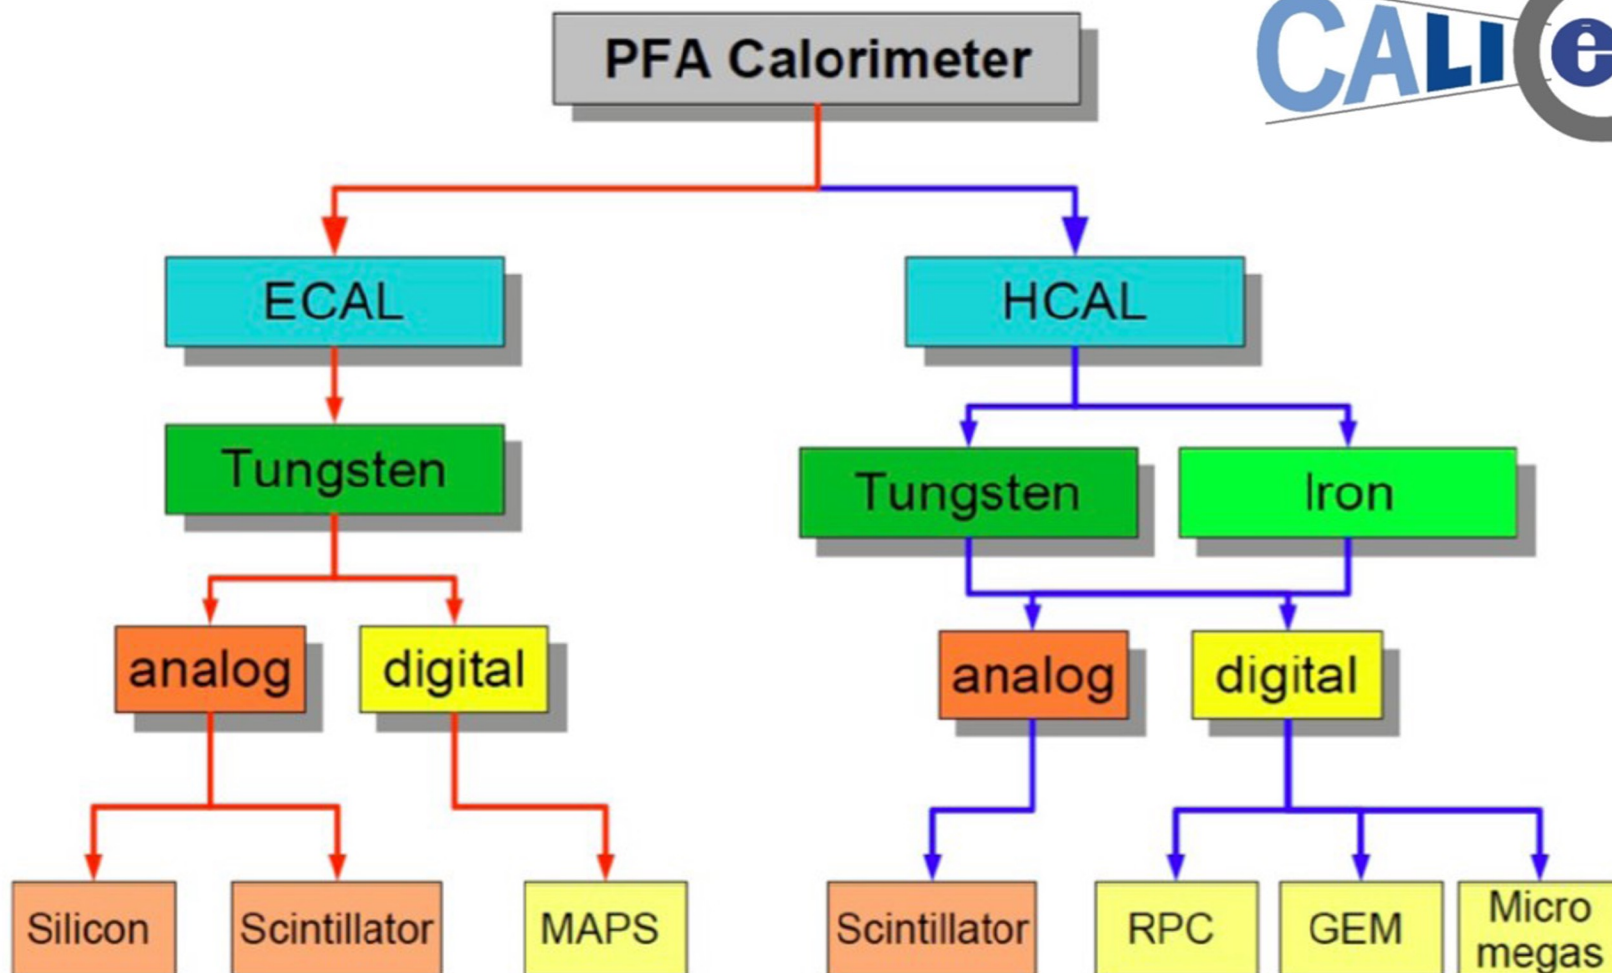 PFA Calorimeter
CALICe
ECAL
HCAL
Tungsten
Tungsten
Iron
analog
digital
analog
digital
Silicon
Scintillator
MAPS
Scintillator
RPC
GEM
Micro
megas